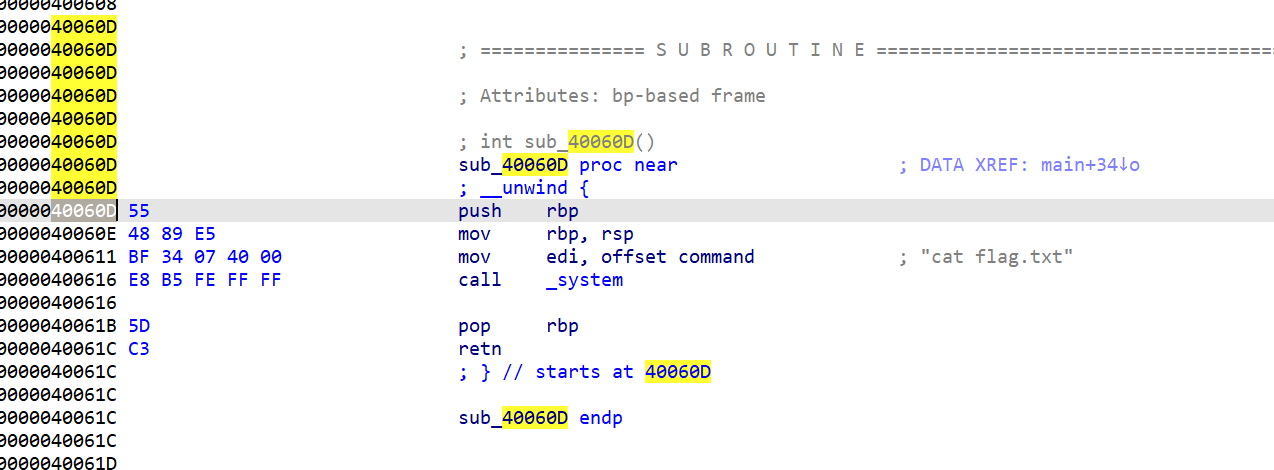 00000400608
0000040060D
0000040060D ; =============== S U B R O U T I N E =====================================
0000040060D
0000040060D ; Attributes: bp-based frame
0000040060D
0000040060D ; int sub_40060D()
0000040060D sub_40060D proc near ; DATA XREF: main+34↓o
0000040060D ; __unwind {
0000040060D 55 push rbp
0000040060E 48 89 E5 mov rbp, rsp
00000400611 BF 34 07 40 00 mov edi, offset command ; "cat flag.txt"
00000400616 E8 B5 FE FF FF call _system
00000400616
0000040061B 5D pop rbp
0000040061C C3 retn
0000040061C ; } // starts at 40060D
0000040061C
0000040061C sub_40060D endp
0000040061C
0000040061D